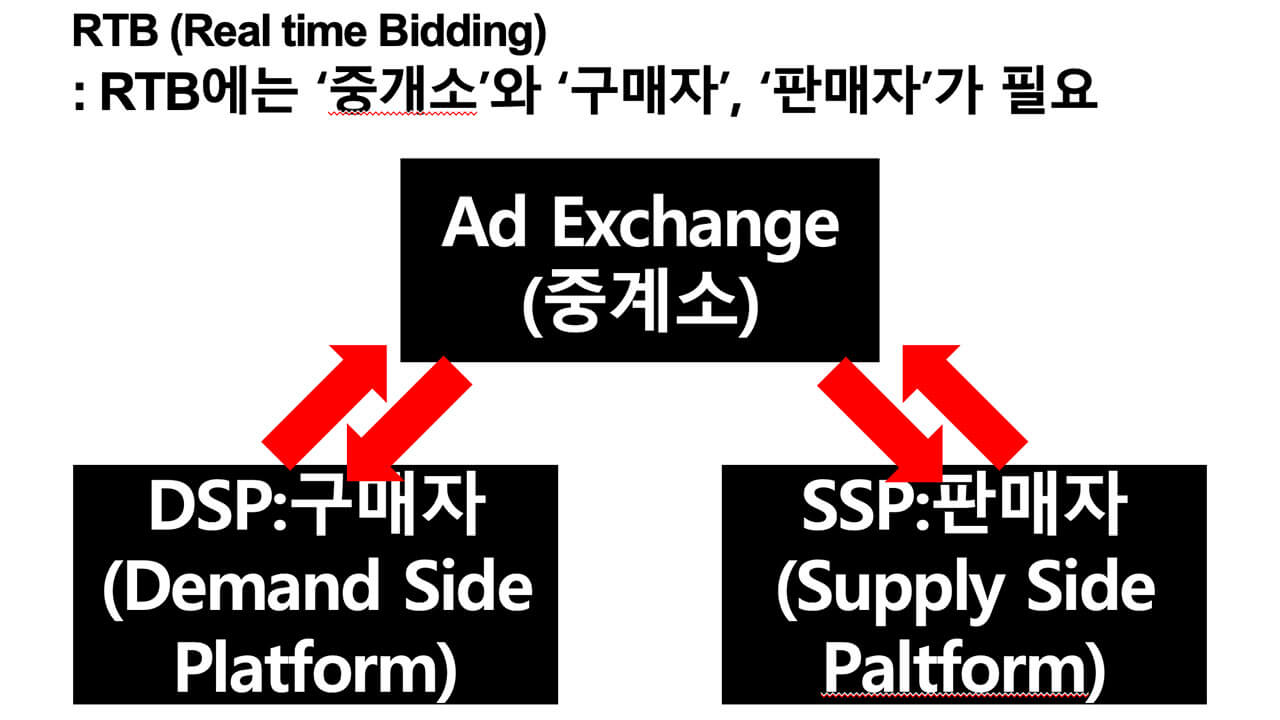 RTB (Real time Bidding)
: RTB에는 ‘중개소’와 ‘구매자’, ‘판매자’가 필요
Ad Exchange
(중계소)
DSP:구매자
(Demand Side
Platform)
SSP:판매자
(Supply Side
Paltform)